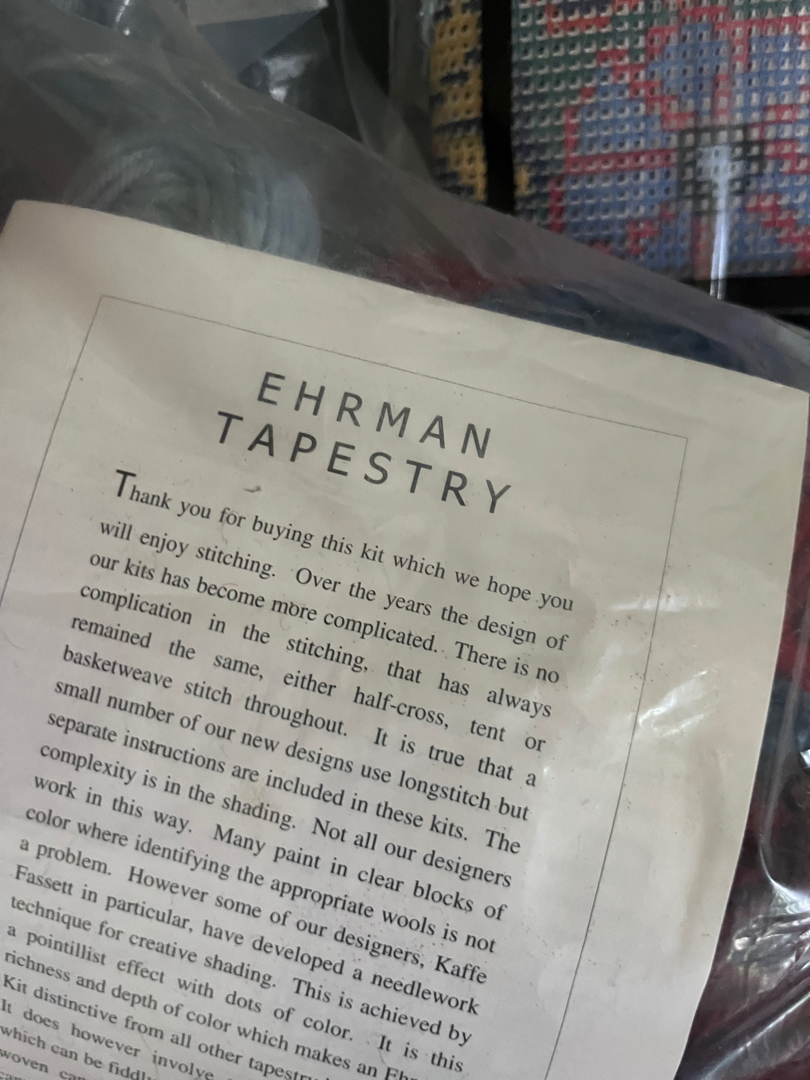 EHRMAN
TAPESTRY
Thank you for buying this kit which we hope you
will enjoy stitching. Over the years the design of
our kits has become more complicated. There is no
complication in the stitching, that has always
remained the same, either half-cross, tent or
basketweave stitch throughout. It is true that a
small number of our new designs use longstitch but
separate instructions are included in these kits. The
complexity is in the shading. Not all our designers
work in this way. Many paint in clear blocks of
color where identifying the appropriate wools is not
a problem. However some of our designers, Kaffe
Fassett in particular, have developed a needlework
technique for creative shading. This is achieved by
a pointillist effect with dots of color. It is this
richness and depth of color which makes an
Kit distinctive from all other
It does however involve
which can be
woven